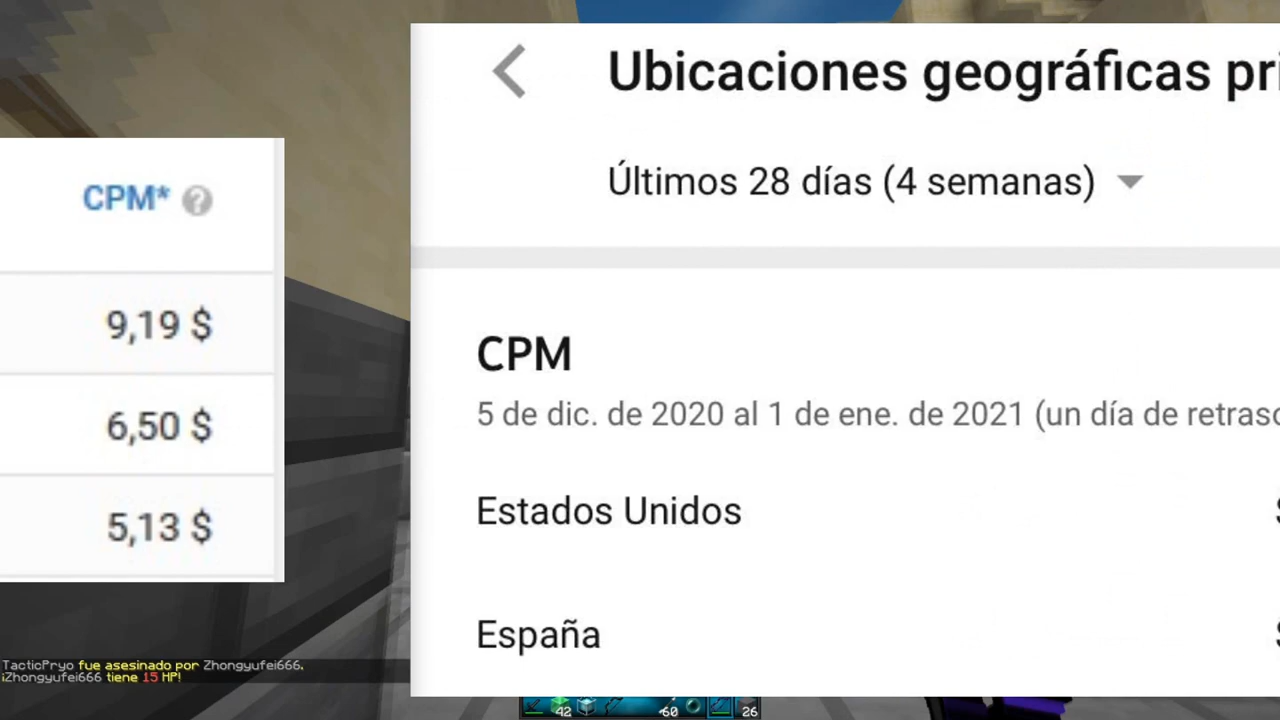 CPM*
9,19 $
6,50 $
5,13 $
Ubicaciones geográficas pri
Últimos 28 días (4 semanas)
CPM
5 de dic. de 2020 al 1 de ene. de 2021 (un día de retraso
Estados Unidos
España
TacticPryo fue asesinado por Zhongyufei666.
¡Zhongyufei666 tiene 15 HP!
42
60
26